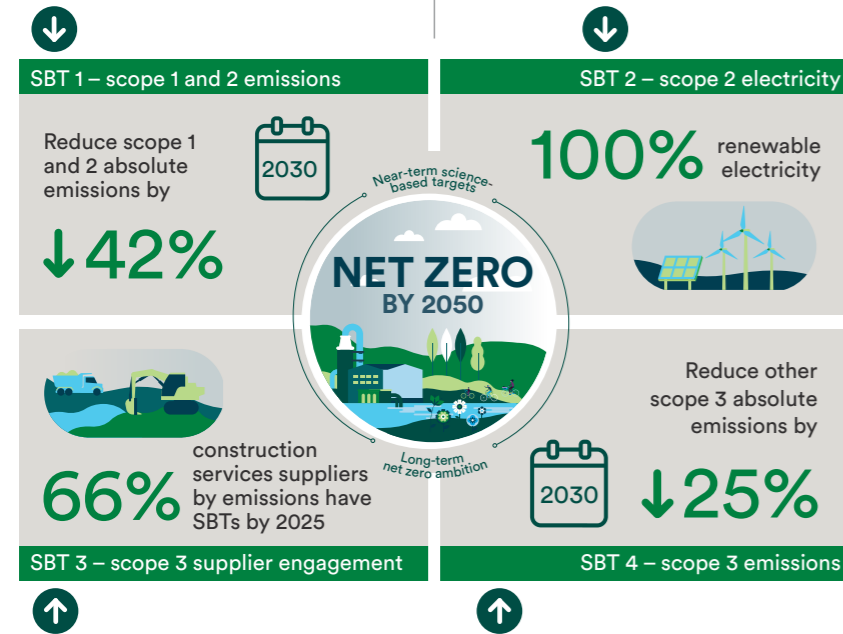 SBT 1 – scope 1 and 2 emissions
Reduce scope 1
and 2 absolute
emissions by
2030
42%
SBT 2 – scope 2 electricity
100%
renewable
electricity
Near-term science-
based targets
NET ZERO
BY 2050
Long-term
net zero ambition
66%
construction
services suppliers
by emissions have
SBTs by 2025
SBT 3 – scope 3 supplier engagement
Reduce other
scope 3 absolute
emissions by
2030
25%
SBT 4 – scope 3 emissions